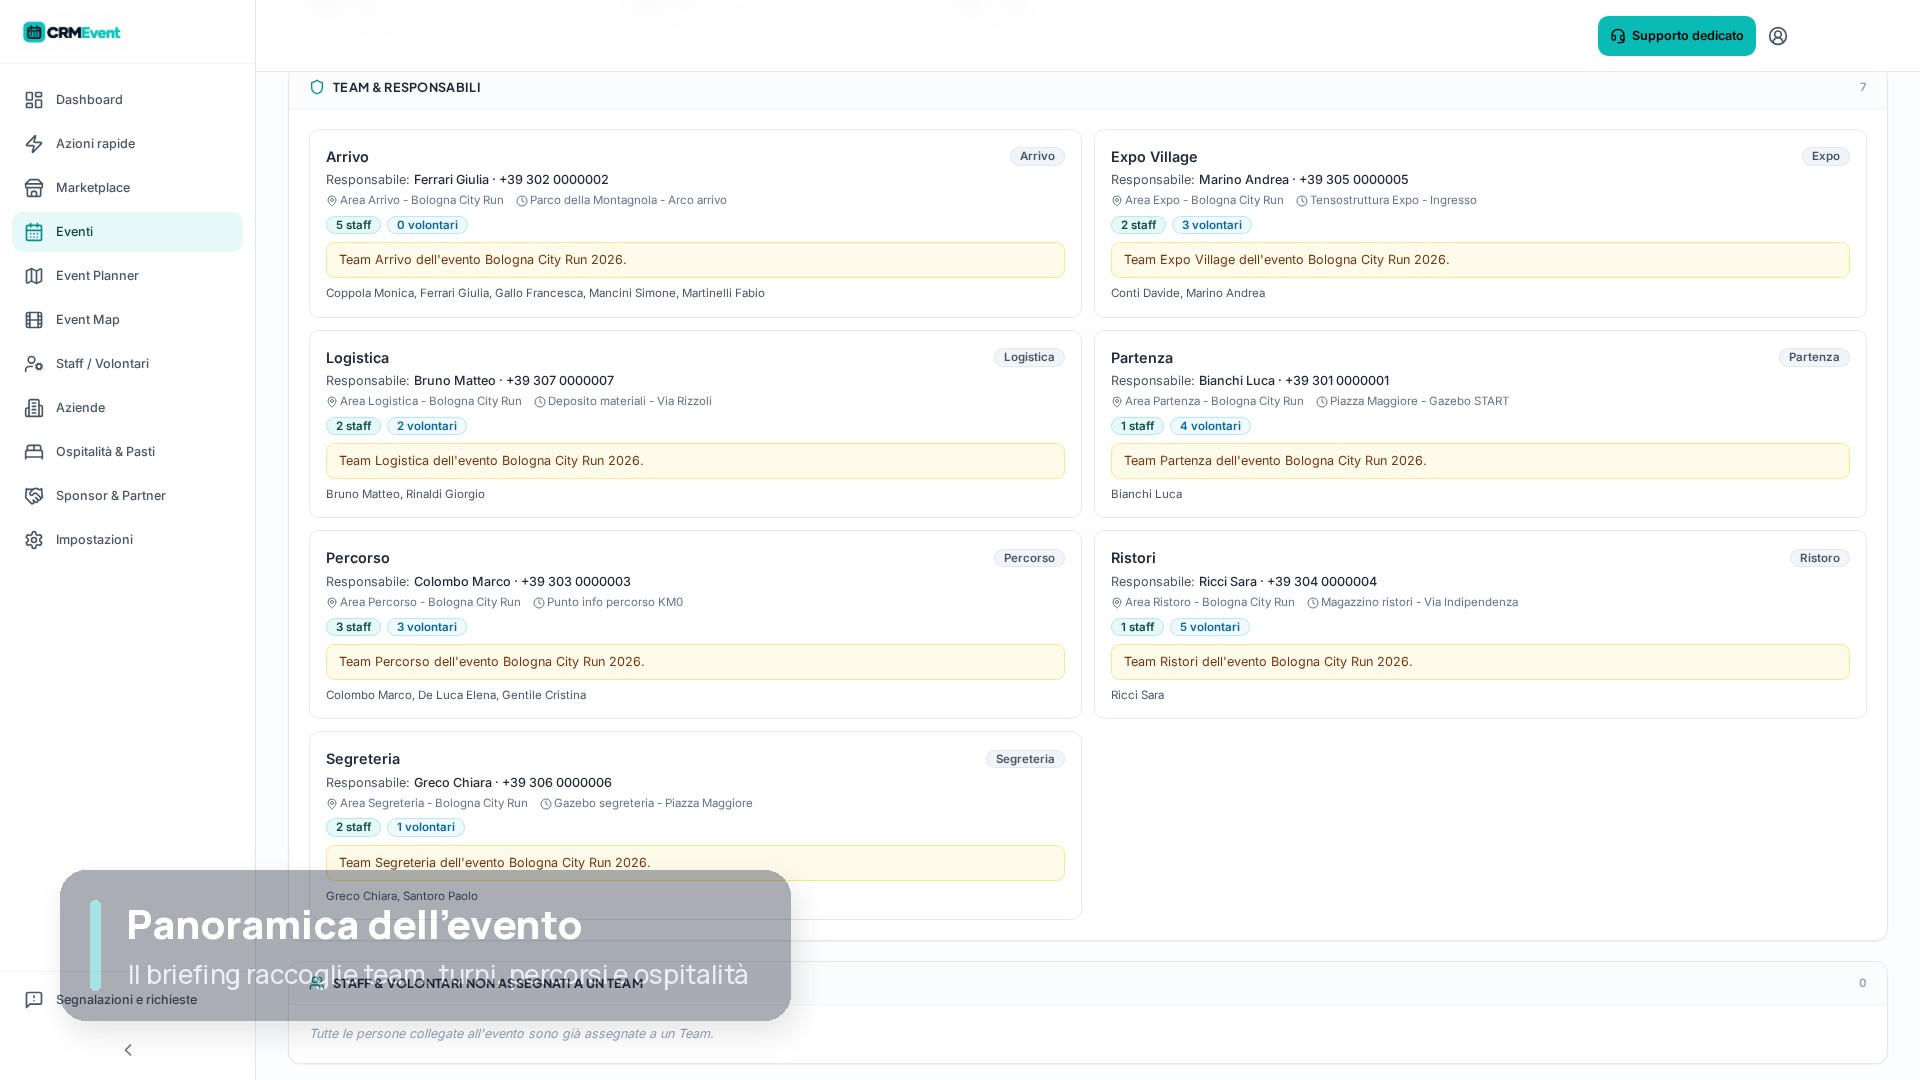 CRMEvent
Supporto dedicato
Dashboard
Azioni rapide
Marketplace
Eventi
Event Planner
Event Map
Staff / Volontari
Aziende
Ospitalità & Pasti
Sponsor & Partner
Impostazioni
Segnalazioni e richieste
TEAM & RESPONSABILI 7
Arrivo Arrivo
Responsabile: Ferrari Giulia · +39 302 0000002
Area Arrivo - Bologna City Run Parco della Montagnola - Arco arrivo
5 staff 0 volontari
Team Arrivo dell'evento Bologna City Run 2026.
Coppola Monica, Ferrari Giulia, Gallo Francesca, Mancini Simone, Martinelli Fabio
Expo Village Expo
Responsabile: Marino Andrea · +39 305 0000005
Area Expo - Bologna City Run Tensostruttura Expo - Ingresso
2 staff 3 volontari
Team Expo Village dell'evento Bologna City Run 2026.
Conti Davide, Marino Andrea
Logistica Logistica
Responsabile: Bruno Matteo · +39 307 0000007
Area Logistica - Bologna City Run Deposito materiali - Via Rizzoli
2 staff 2 volontari
Team Logistica dell'evento Bologna City Run 2026.
Bruno Matteo, Rinaldi Giorgio
Partenza Partenza
Responsabile: Bianchi Luca · +39 301 0000001
Area Partenza - Bologna City Run Piazza Maggiore - Gazebo START
1 staff 4 volontari
Team Partenza dell'evento Bologna City Run 2026.
Bianchi Luca
Percorso Percorso
Responsabile: Colombo Marco · +39 303 0000003
Area Percorso - Bologna City Run Punto info percorso KM0
3 staff 3 volontari
Team Percorso dell'evento Bologna City Run 2026.
Colombo Marco, De Luca Elena, Gentile Cristina
Ristori Ristoro
Responsabile: Ricci Sara · +39 304 0000004
Area Ristoro - Bologna City Run Magazzino ristori - Via Indipendenza
1 staff 5 volontari
Team Ristori dell'evento Bologna City Run 2026.
Ricci Sara
Segreteria Segreteria
Responsabile: Greco Chiara · +39 306 0000006
Area Segreteria - Bologna City Run Gazebo segreteria - Piazza Maggiore
2 staff 1 volontari
Team Segreteria dell'evento Bologna City Run 2026.
Greco Chiara, Santoro Paolo
Panoramica dell’evento
Il briefing raccoglie team, turni, percorsi e ospitalità
STAFF & VOLONTARI NON ASSEGNATI A UN TEAM 0
Tutte le persone collegate all'evento sono già assegnate a un Team.